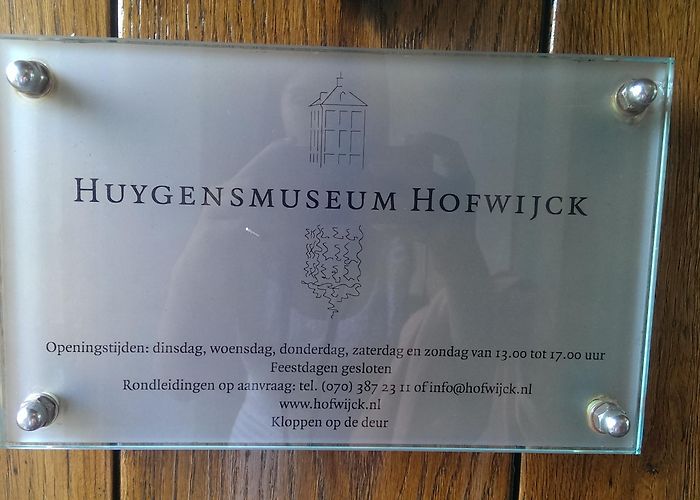 HUYGENSMUSEUM HOFWIJCK
Openingstijden: dinsdag, woensdag, donderdag, zaterdag en zondag van 13.00 tot 17.00 uur
Feestdagen gesloten
Rondleidingen op aanvraag: tel. (070) 387 23 11 of info@hofwijck.nl
www.hofwijck.nl
Kloppen op de deur